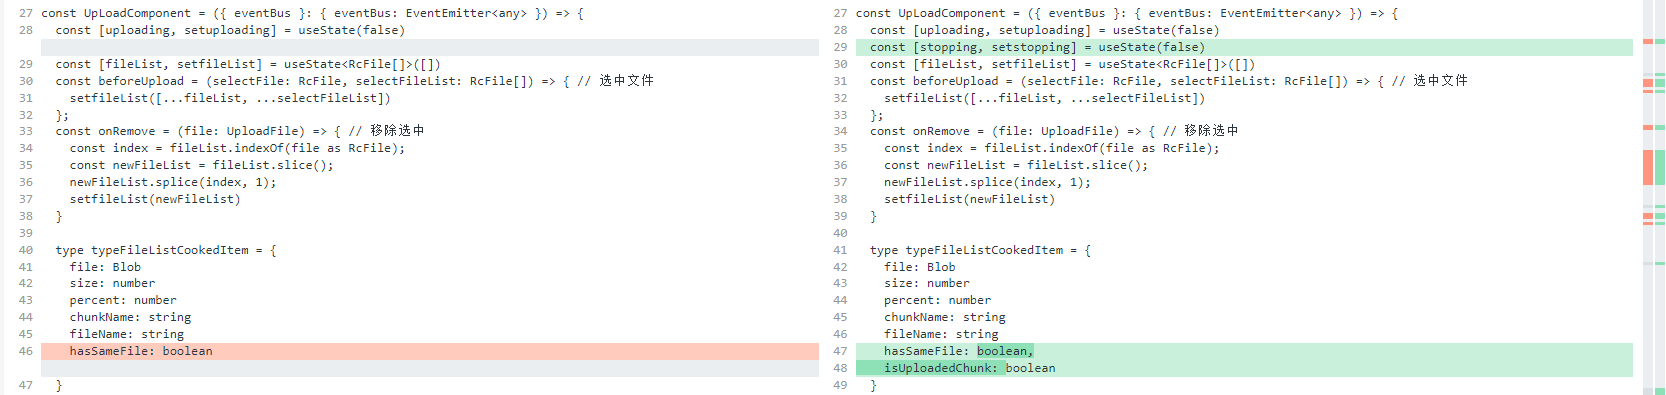 27 const UpLoadComponent = ({ eventBus }: { eventBus: EventEmitter<any> }) => {
28   const [uploading, setuploading] = useState(false)
29   const [fileList, setfileList] = useState<RcFile[]>([])
30   const beforeUpload = (selectFile: RcFile, selectFileList: RcFile[]) => { // 选中文件
31     setfileList([...fileList, ...selectFileList])
32   };
33   const onRemove = (file: UploadFile) => { // 移除选中
34     const index = fileList.indexOf(file as RcFile);
35     const newFileList = fileList.slice();
36     newFileList.splice(index, 1);
37     setfileList(newFileList)
38   }
39
40   type typeFileListCookedItem = {
41     file: Blob
42     size: number
43     percent: number
44     chunkName: string
45     fileName: string
46     hasSameFile: boolean
47   }
27 const UpLoadComponent = ({ eventBus }: { eventBus: EventEmitter<any> }) => {
28   const [uploading, setuploading] = useState(false)
29   const [stopping, setstopping] = useState(false)
30   const [fileList, setfileList] = useState<RcFile[]>([])
31   const beforeUpload = (selectFile: RcFile, selectFileList: RcFile[]) => { // 选中文件
32     setfileList([...fileList, ...selectFileList])
33   };
34   const onRemove = (file: UploadFile) => { // 移除选中
35     const index = fileList.indexOf(file as RcFile);
36     const newFileList = fileList.slice();
37     newFileList.splice(index, 1);
38     setfileList(newFileList)
39   }
40
41   type typeFileListCookedItem = {
42     file: Blob
43     size: number
44     percent: number
45     chunkName: string
46     fileName: string
47     hasSameFile: boolean,
48     isUploadedChunk: boolean
49   }